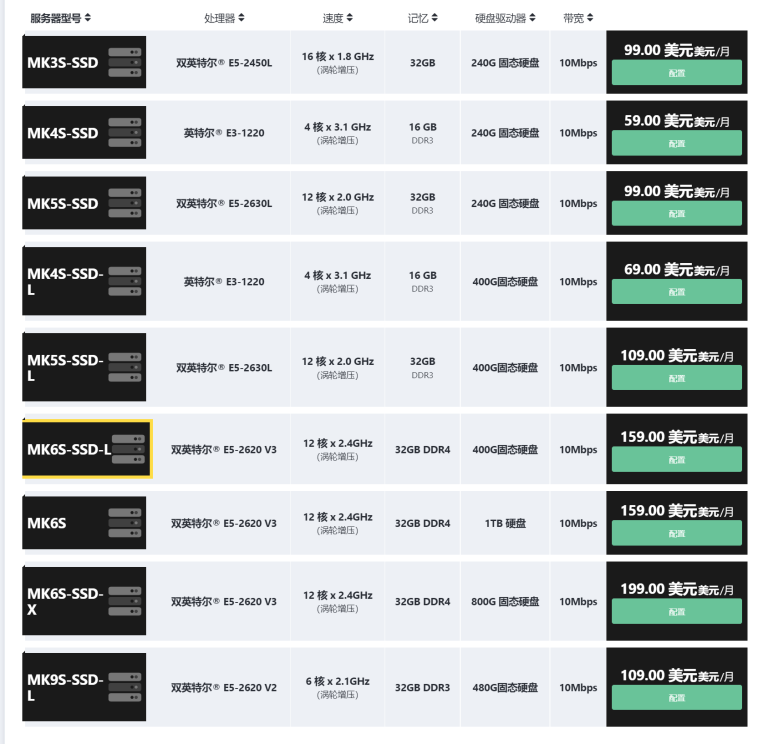 服务器型号 处理器 速度 记忆 硬盘驱动器 带宽
MK3S-SSD 双英特尔® E5-2450L 16 核 x 1.8 GHz 32GB 240G 固态硬盘 10Mbps 99.00 美元美元/月
(涡轮增压) 配置
MK4S-SSD 英特尔® E3-1220 4 核 x 3.1 GHz 16 GB 240G 固态硬盘 10Mbps 59.00 美元美元/月
(涡轮增压) DDR3 配置
MK5S-SSD 双英特尔® E5-2630L 12 核 x 2.0 GHz 32GB 240G 固态硬盘 10Mbps 99.00 美元美元/月
(涡轮增压) DDR3 配置
MK4S-SSD- 英特尔® E3-1220 4 核 x 3.1 GHz 16 GB 400G固态硬盘 10Mbps 69.00 美元美元/月
L (涡轮增压) DDR3 配置
MK5S-SSD- 双英特尔® E5-2630L 12 核 x 2.0 GHz 32GB 400G固态硬盘 10Mbps 109.00 美元美元/月
L (涡轮增压) DDR3 配置
MK6S-SSD-L 双英特尔® E5-2620 V3 12 核 x 2.4GHz 32GB DDR4 400G固态硬盘 10Mbps 159.00 美元美元/月
(涡轮增压) 配置
MK6S 双英特尔® E5-2620 V3 12 核 x 2.4GHz 32GB DDR4 1TB 硬盘 10Mbps 159.00 美元美元/月
(涡轮增压) 配置
MK6S-SSD- 双英特尔® E5-2620 V3 12 核 x 2.4GHz 32GB DDR4 800G 固态硬盘 10Mbps 199.00 美元美元/月
X (涡轮增压) 配置
MK9S-SSD- 双英特尔® E5-2620 V2 6 核 x 2.1GHz 32GB DDR3 480G固态硬盘 10Mbps 109.00 美元美元/月
L (涡轮增压) 配置